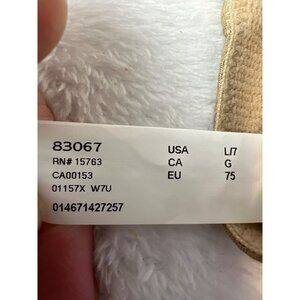 83067
RN# 15763
CA00153
01157X W7U
014671427257
USA L/7
CA G
EU 75